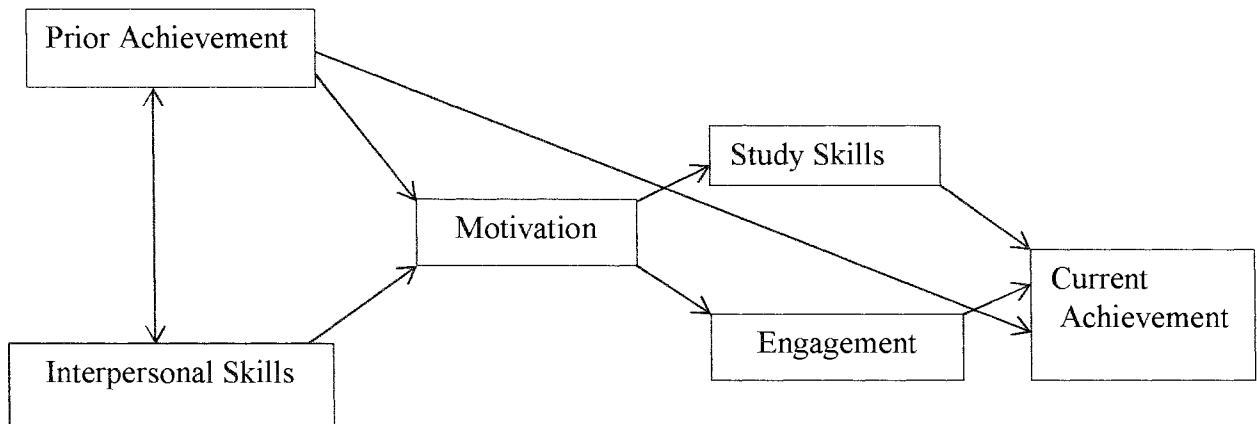 Prior Achievement
Study Skills
Motivation
Current
Achievement
Engagement
Interpersonal Skills